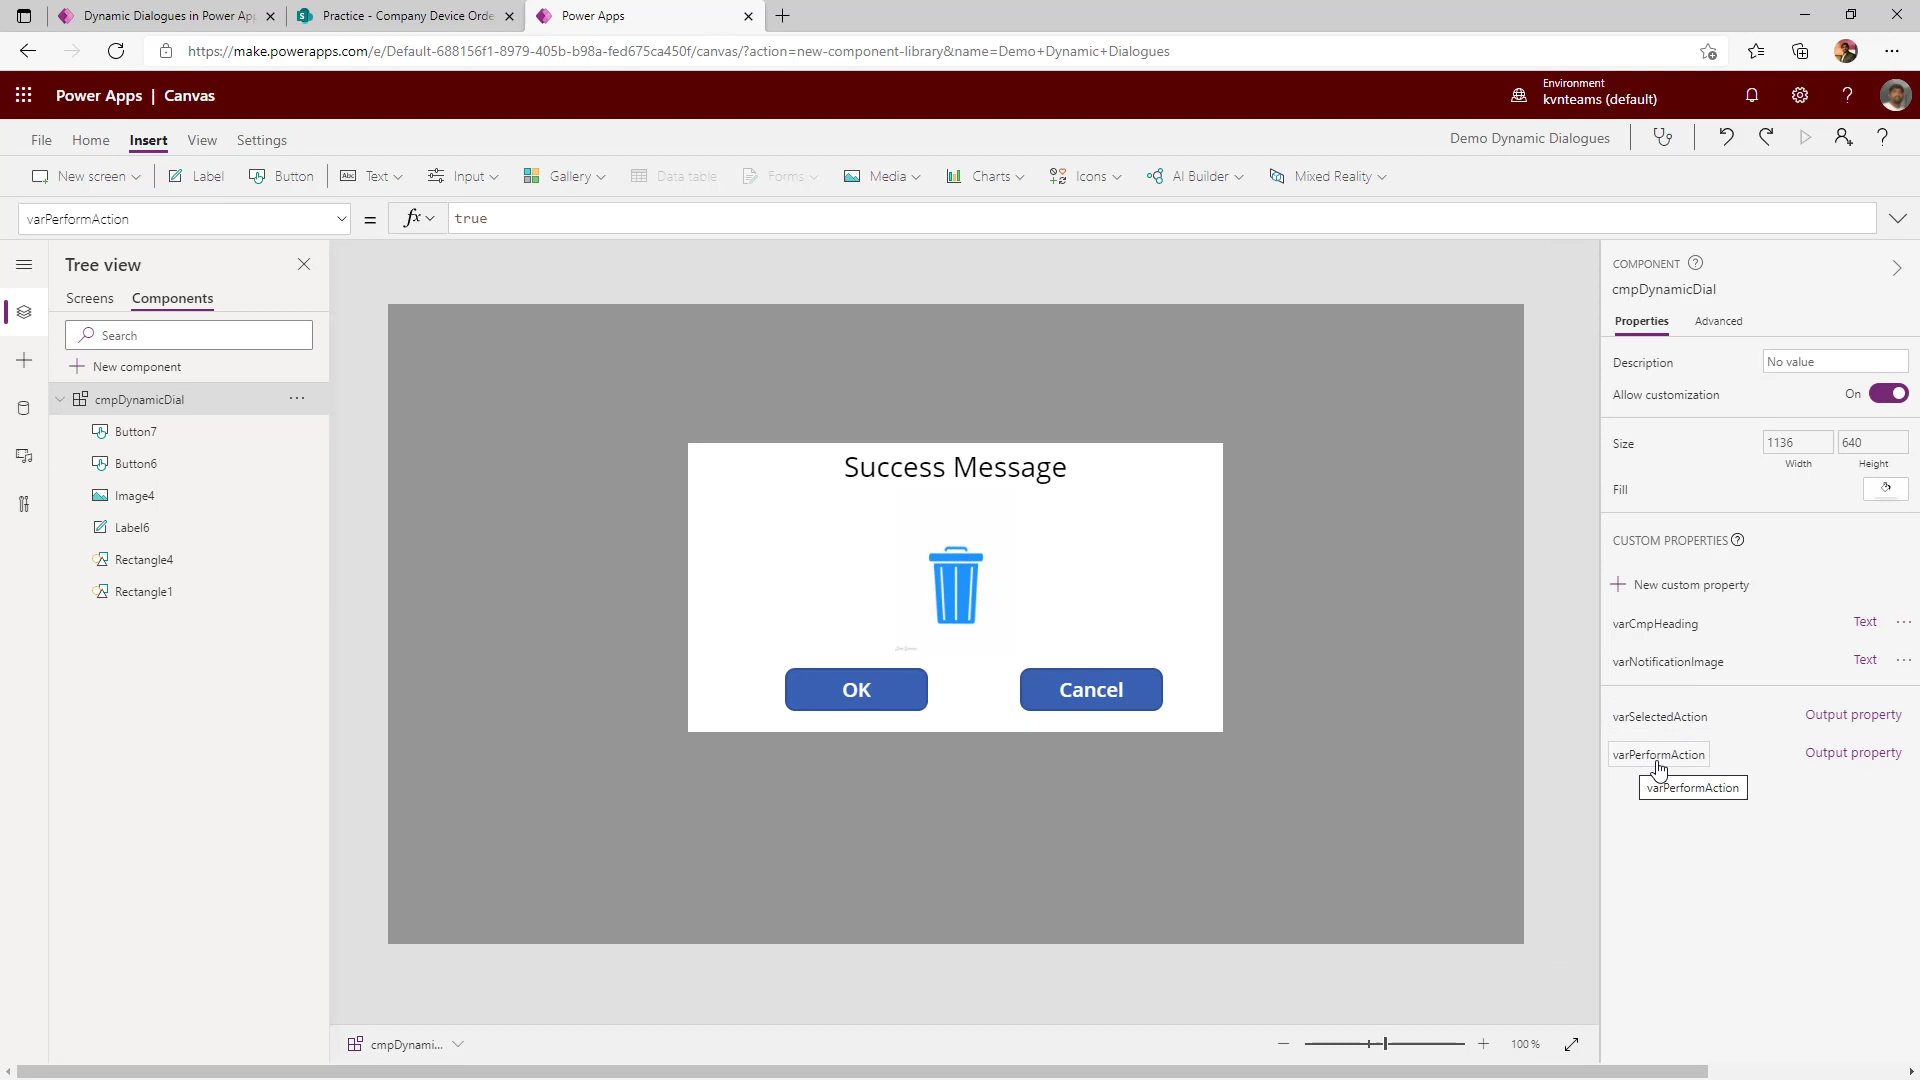 Dynamic Dialogues in Power App
Practice - Company Device Orde
Power Apps
https://make.powerapps.com/e/Default-688156f1-8979-405b-b98a-fed675ca450f/canvas/?action=new-component-library&name=Demo+Dynamic+Dialogues
Power Apps | Canvas
Environment
kvnteams (default)
File Home Insert View Settings
Demo Dynamic Dialogues
New screen Label Button Text Input Gallery Data table Forms Media Charts Icons AI Builder Mixed Reality
varPerformAction = fx true
Tree view
Screens Components
Search
New component
cmpDynamicDial
Button7
Button6
Image4
Label6
Rectangle4
Rectangle1
Success Message
OK Cancel
COMPONENT
cmpDynamicDial
Properties Advanced
Description No value
Allow customization On
Size 1136 640
Width Height
Fill
CUSTOM PROPERTIES
New custom property
varCmpHeading Text
varNotificationImage Text
varSelectedAction Output property
varPerformAction Output property
varPerformAction
cmpDynami...
100 %